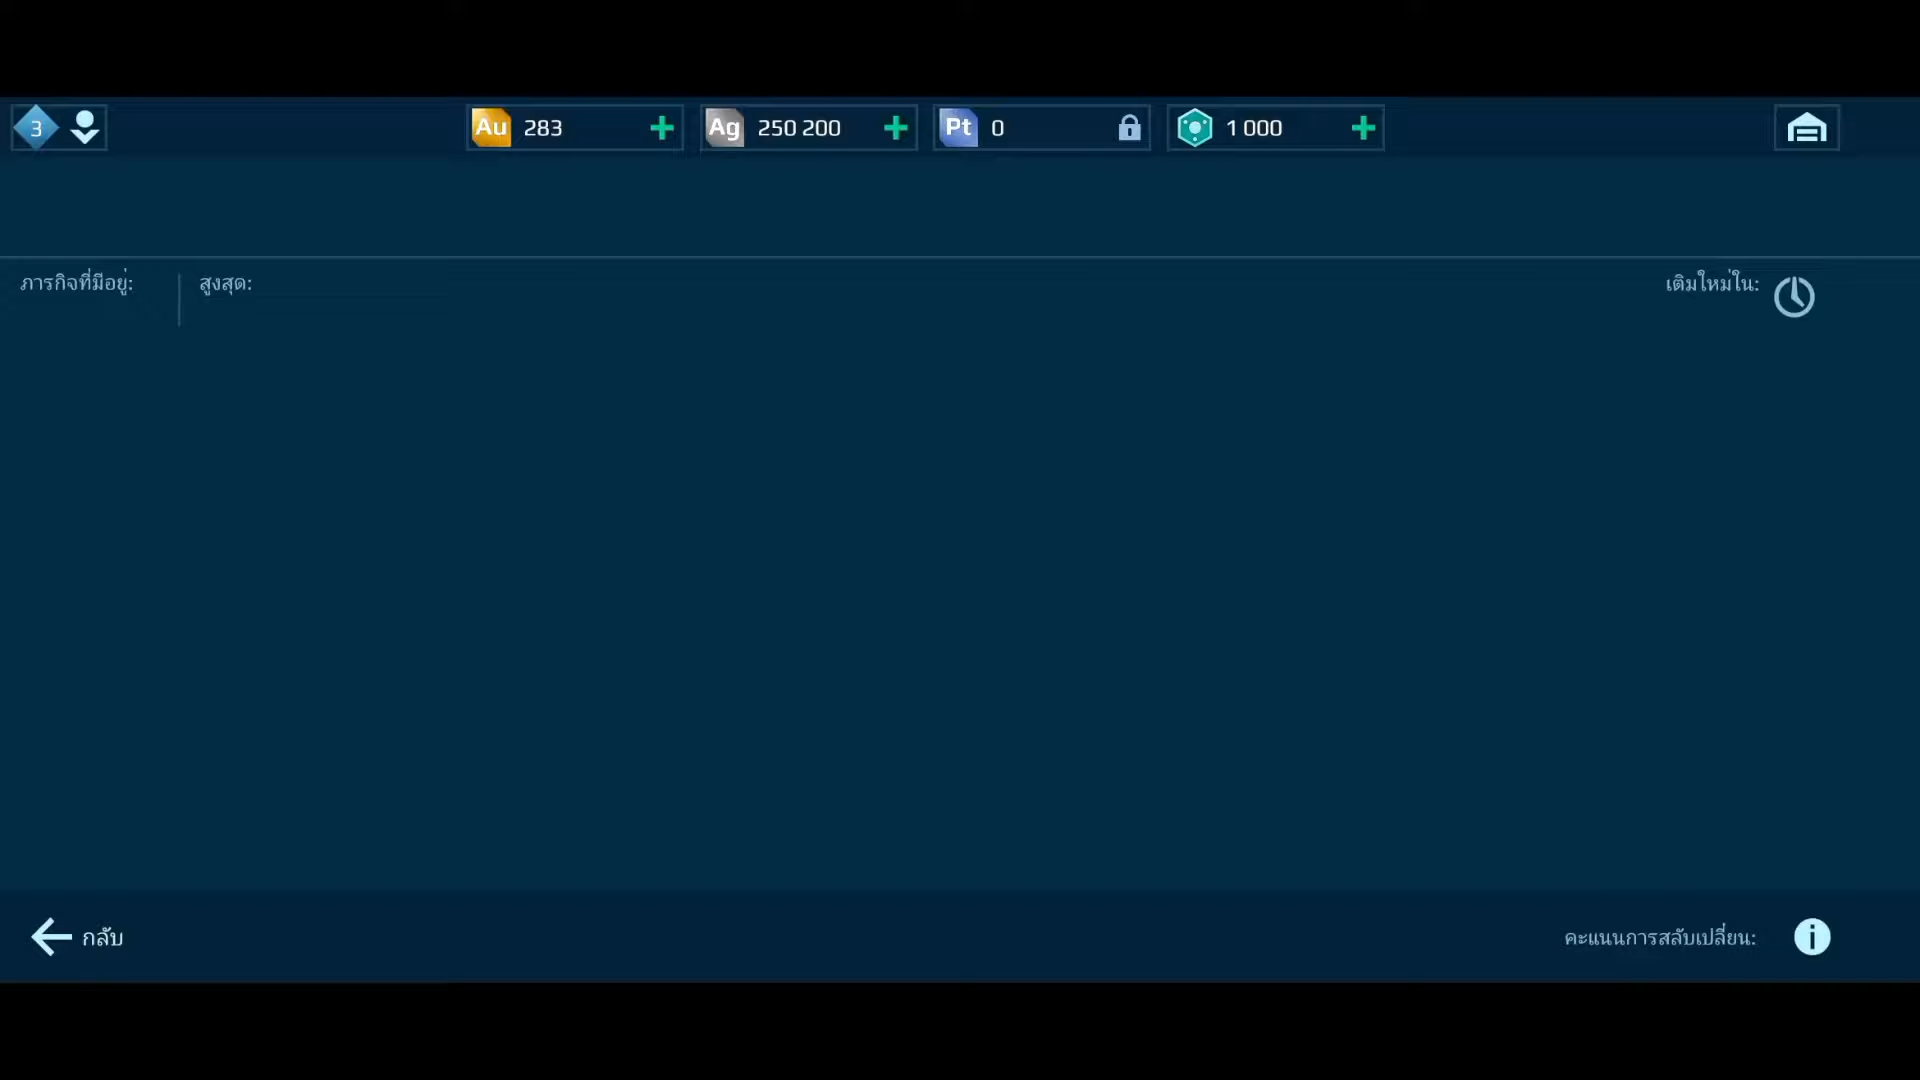 3
Au 283
Ag 250 200
Pt 0
1 000
ภารกิจที่มีอยู่:
สูงสุด:
เติมใหม่ใน:
กลับ
คะแนนการสลับเปลี่ยน: